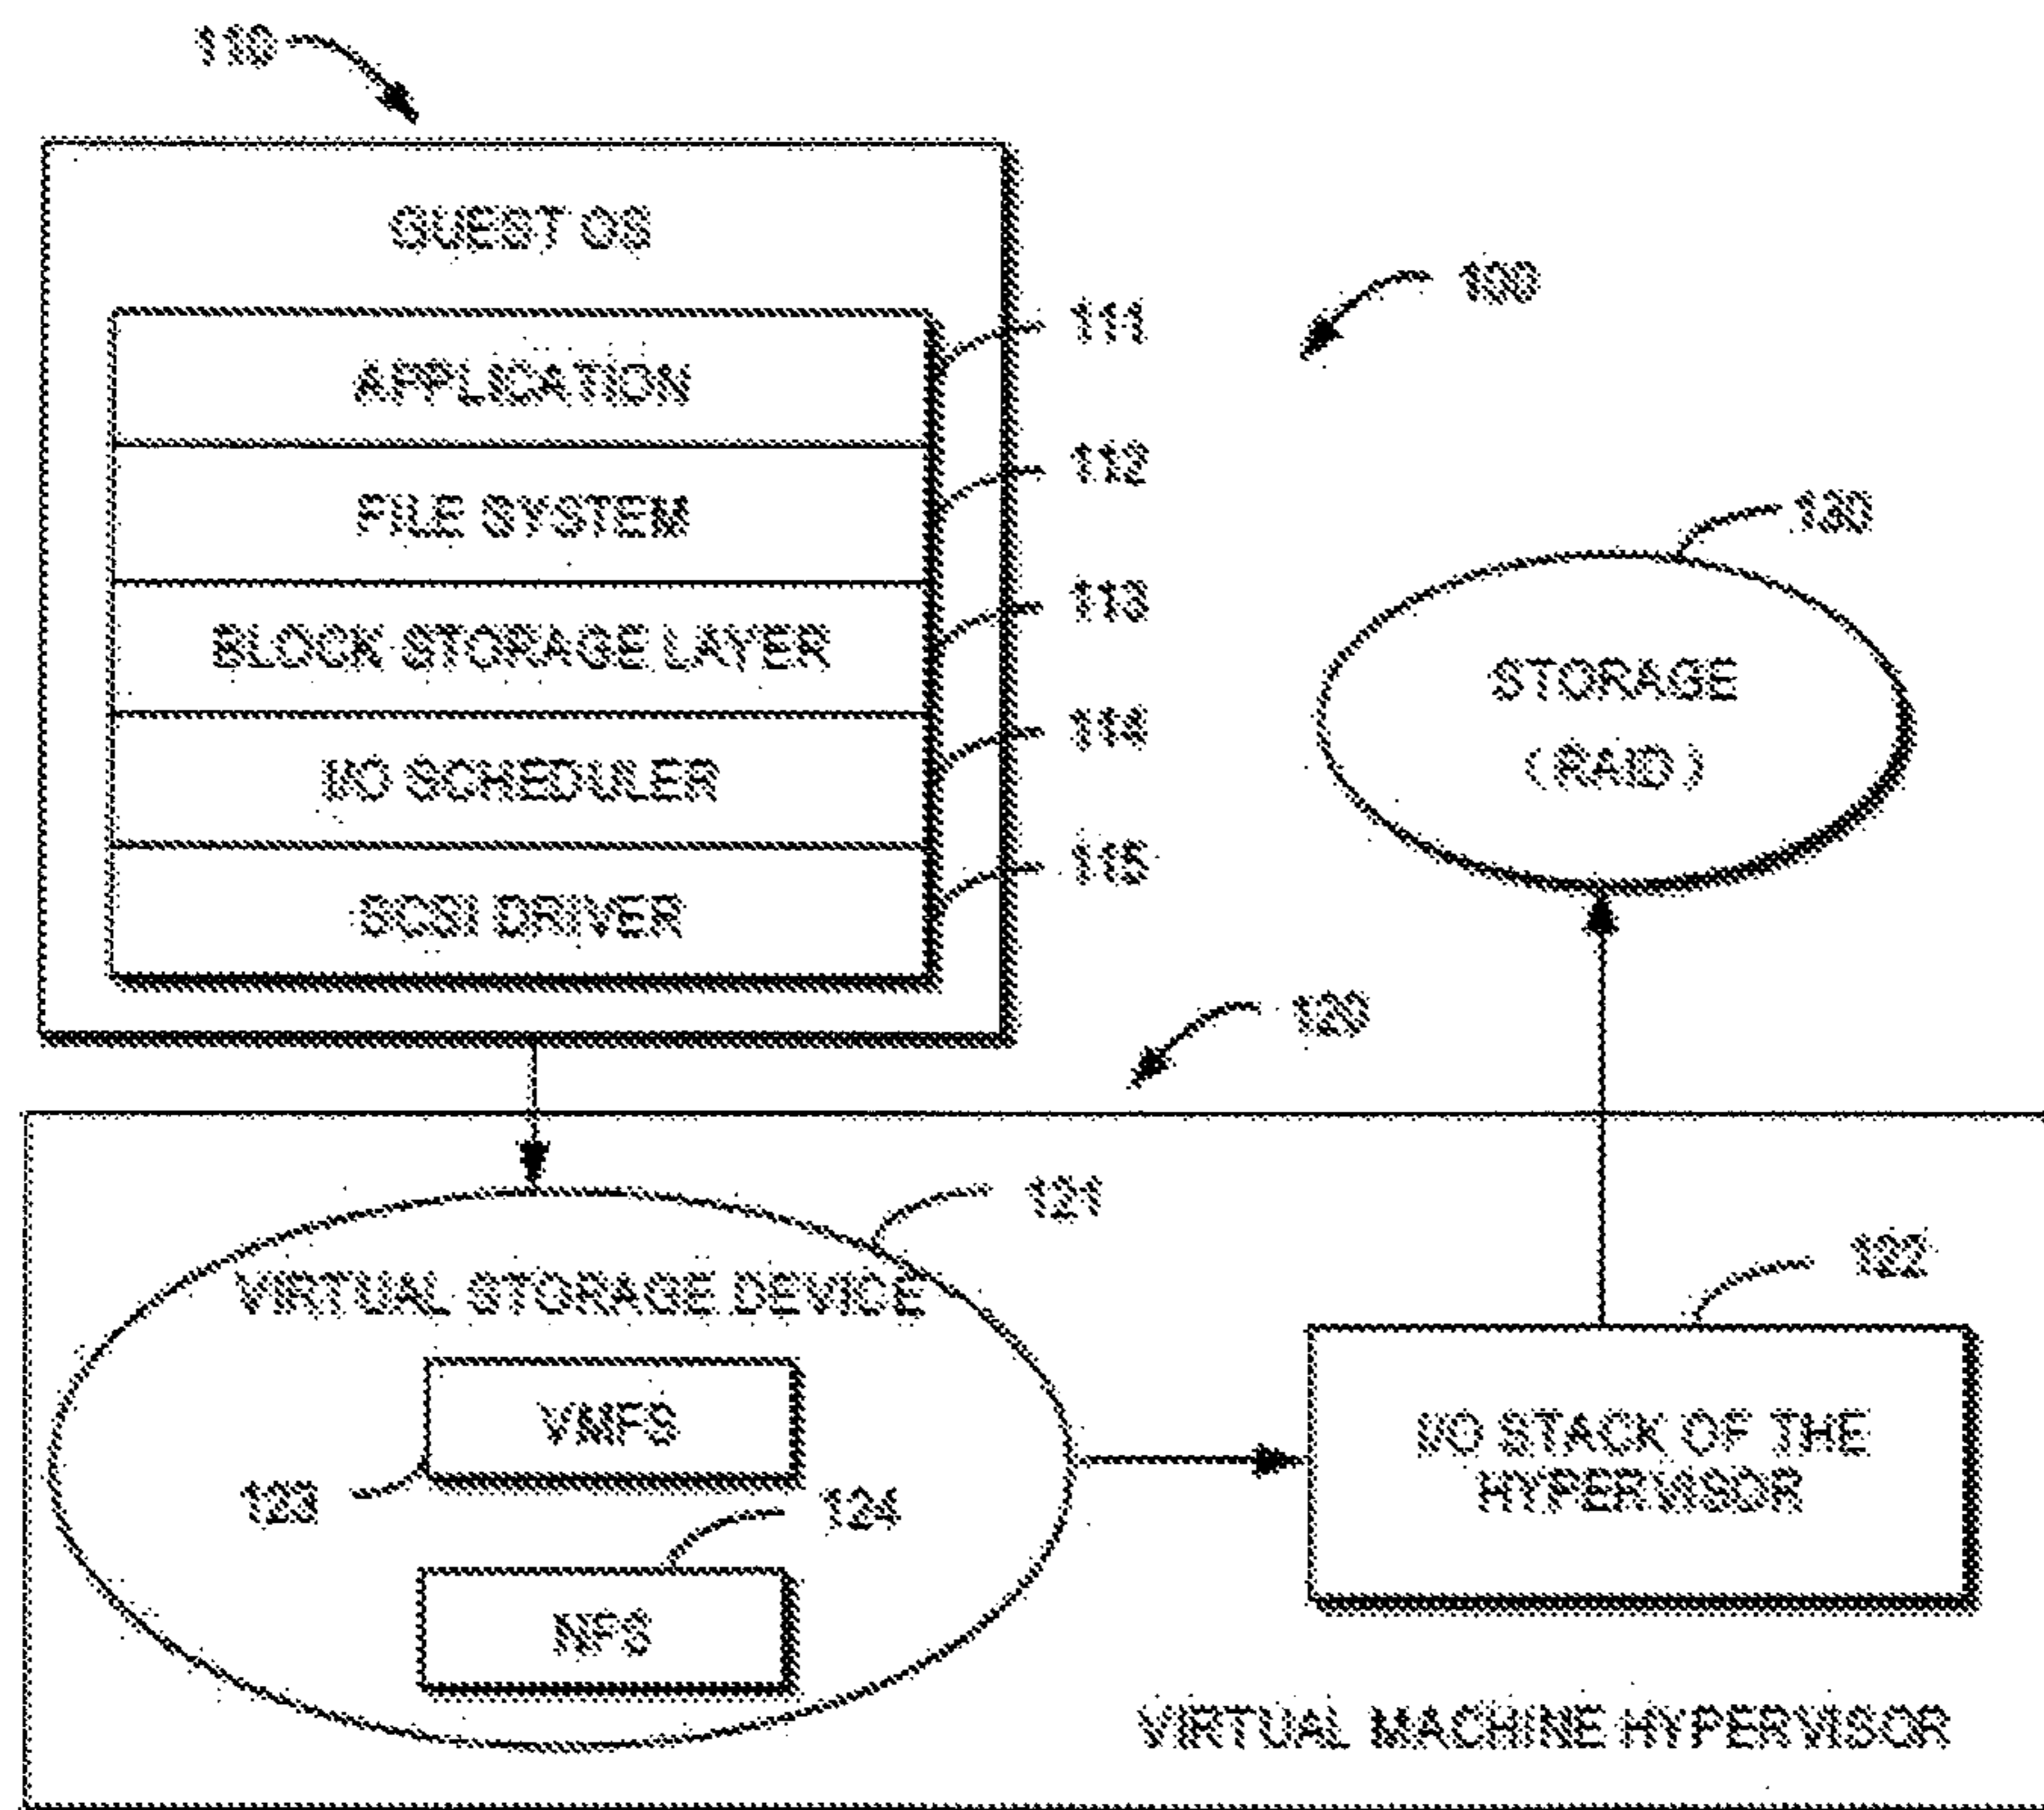 110
GUEST OS
100
APPLICATION
111
FILE SYSTEM
112
BLOCK STORAGE LAYER
113
I/O SCHEDULER
114
SCSI DRIVER
115
130
STORAGE
(RAID)
120
121
VIRTUAL STORAGE DEVICE
VMFS
123
124
NFS
122
I/O STACK OF THE
HYPERVISOR
VIRTUAL MACHINE HYPERVISOR